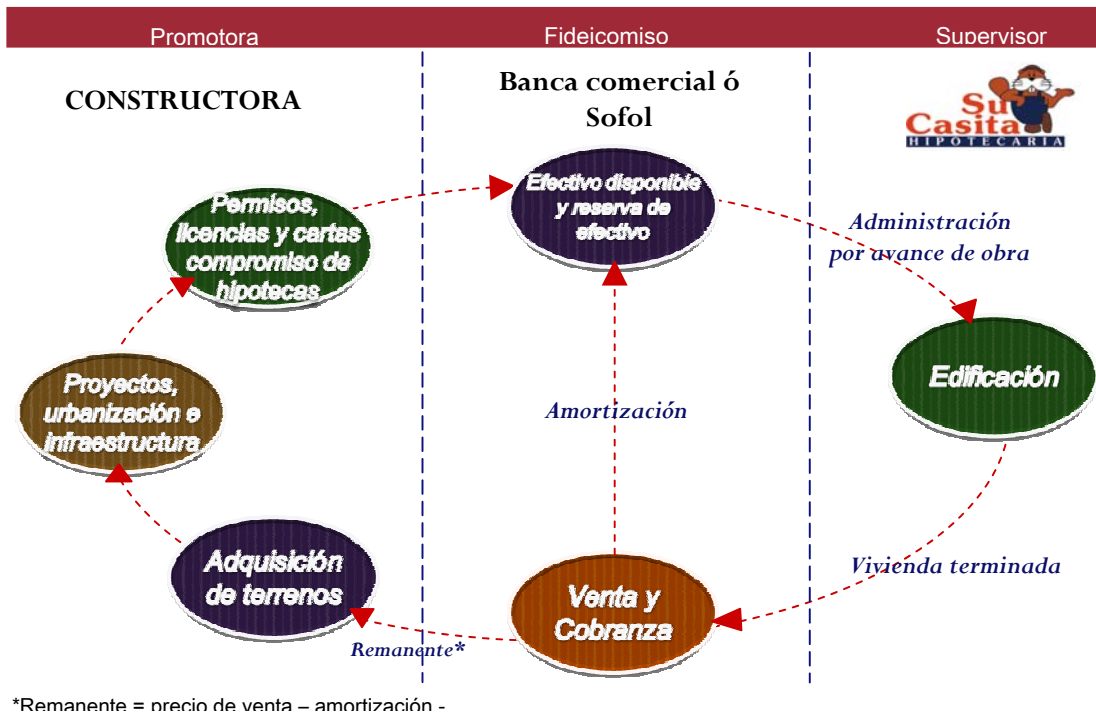 Promotora
Fideicomiso
Supervisor
CONSTRUCTORA
Banca comercial ó
Sofol
Su
Casita
HIPOTECARIA
Permisos,
licencias y cartas
compromiso de
hipotecas
Efectivo disponible
y reserva de
efectivo
Administración
por avance de obra
Proyectos,
urbanización e
infraestructura
Amortización
Edificación
Adquisición
de terrenos
Venta y
Cobranza
Vivienda terminada
Remanente*
*Remanente = precio de venta – amortización -